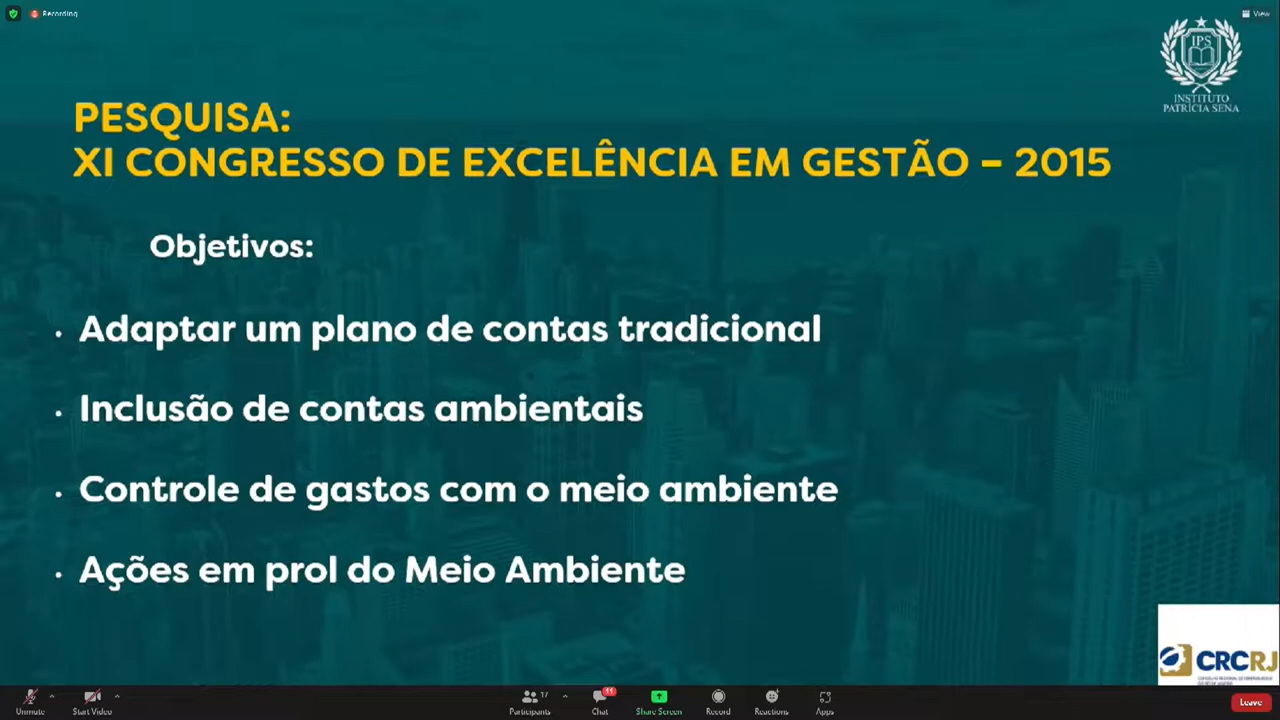 Recording
View
IPS
INSTITUTO
PATRÍCIA SENA
PESQUISA:
XI CONGRESSO DE EXCELÊNCIA EM GESTÃO – 2015
Objetivos:
• Adaptar um plano de contas tradicional
• Inclusão de contas ambientais
• Controle de gastos com o meio ambiente
• Ações em prol do Meio Ambiente
CRCRJ
Unmute
Start Video
17
Participants
11
Chat
Share Screen
Record
Reactions
Apps
Leave